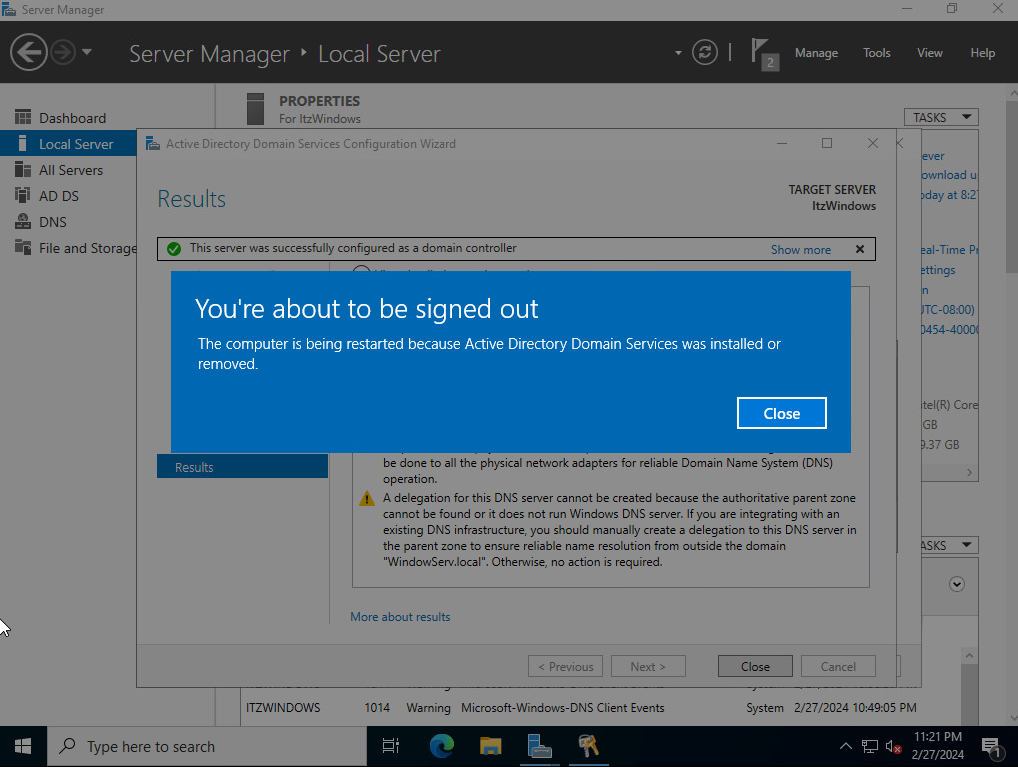 Server Manager
Server Manager
Local Server
2
Manage
Tools
View
Help
Dashboard
Local Server
All Servers
AD DS
DNS
File and Storage
PROPERTIES
For ItzWindows
TASKS
Active Directory Domain Services Configuration Wizard
Results
TARGET SERVER
ItzWindows
This server was successfully configured as a domain controller
Show more
You're about to be signed out
The computer is being restarted because Active Directory Domain Services was installed or
removed.
Close
Results
be done to all the physical network adapters for reliable Domain Name System (DNS)
operation.
A delegation for this DNS server cannot be created because the authoritative parent zone
cannot be found or it does not run Windows DNS server. If you are integrating with an
existing DNS infrastructure, you should manually create a delegation to this DNS server in
the parent zone to ensure reliable name resolution from outside the domain
"WindowServ.local". Otherwise, no action is required.
More about results
< Previous
Next >
Close
Cancel
ever
ownload u
oday at 8:27
eal-Time Pr
ettings
n
UTC-08:00)
0454-40000
ntel(R) Core
GB
9.37 GB
ASKS
ITZWINDOWS 1014 Warning Microsoft-Windows-DNS Client Events System 2/27/2024 10:49:05 PM
Type here to search
11:21 PM
2/27/2024
1